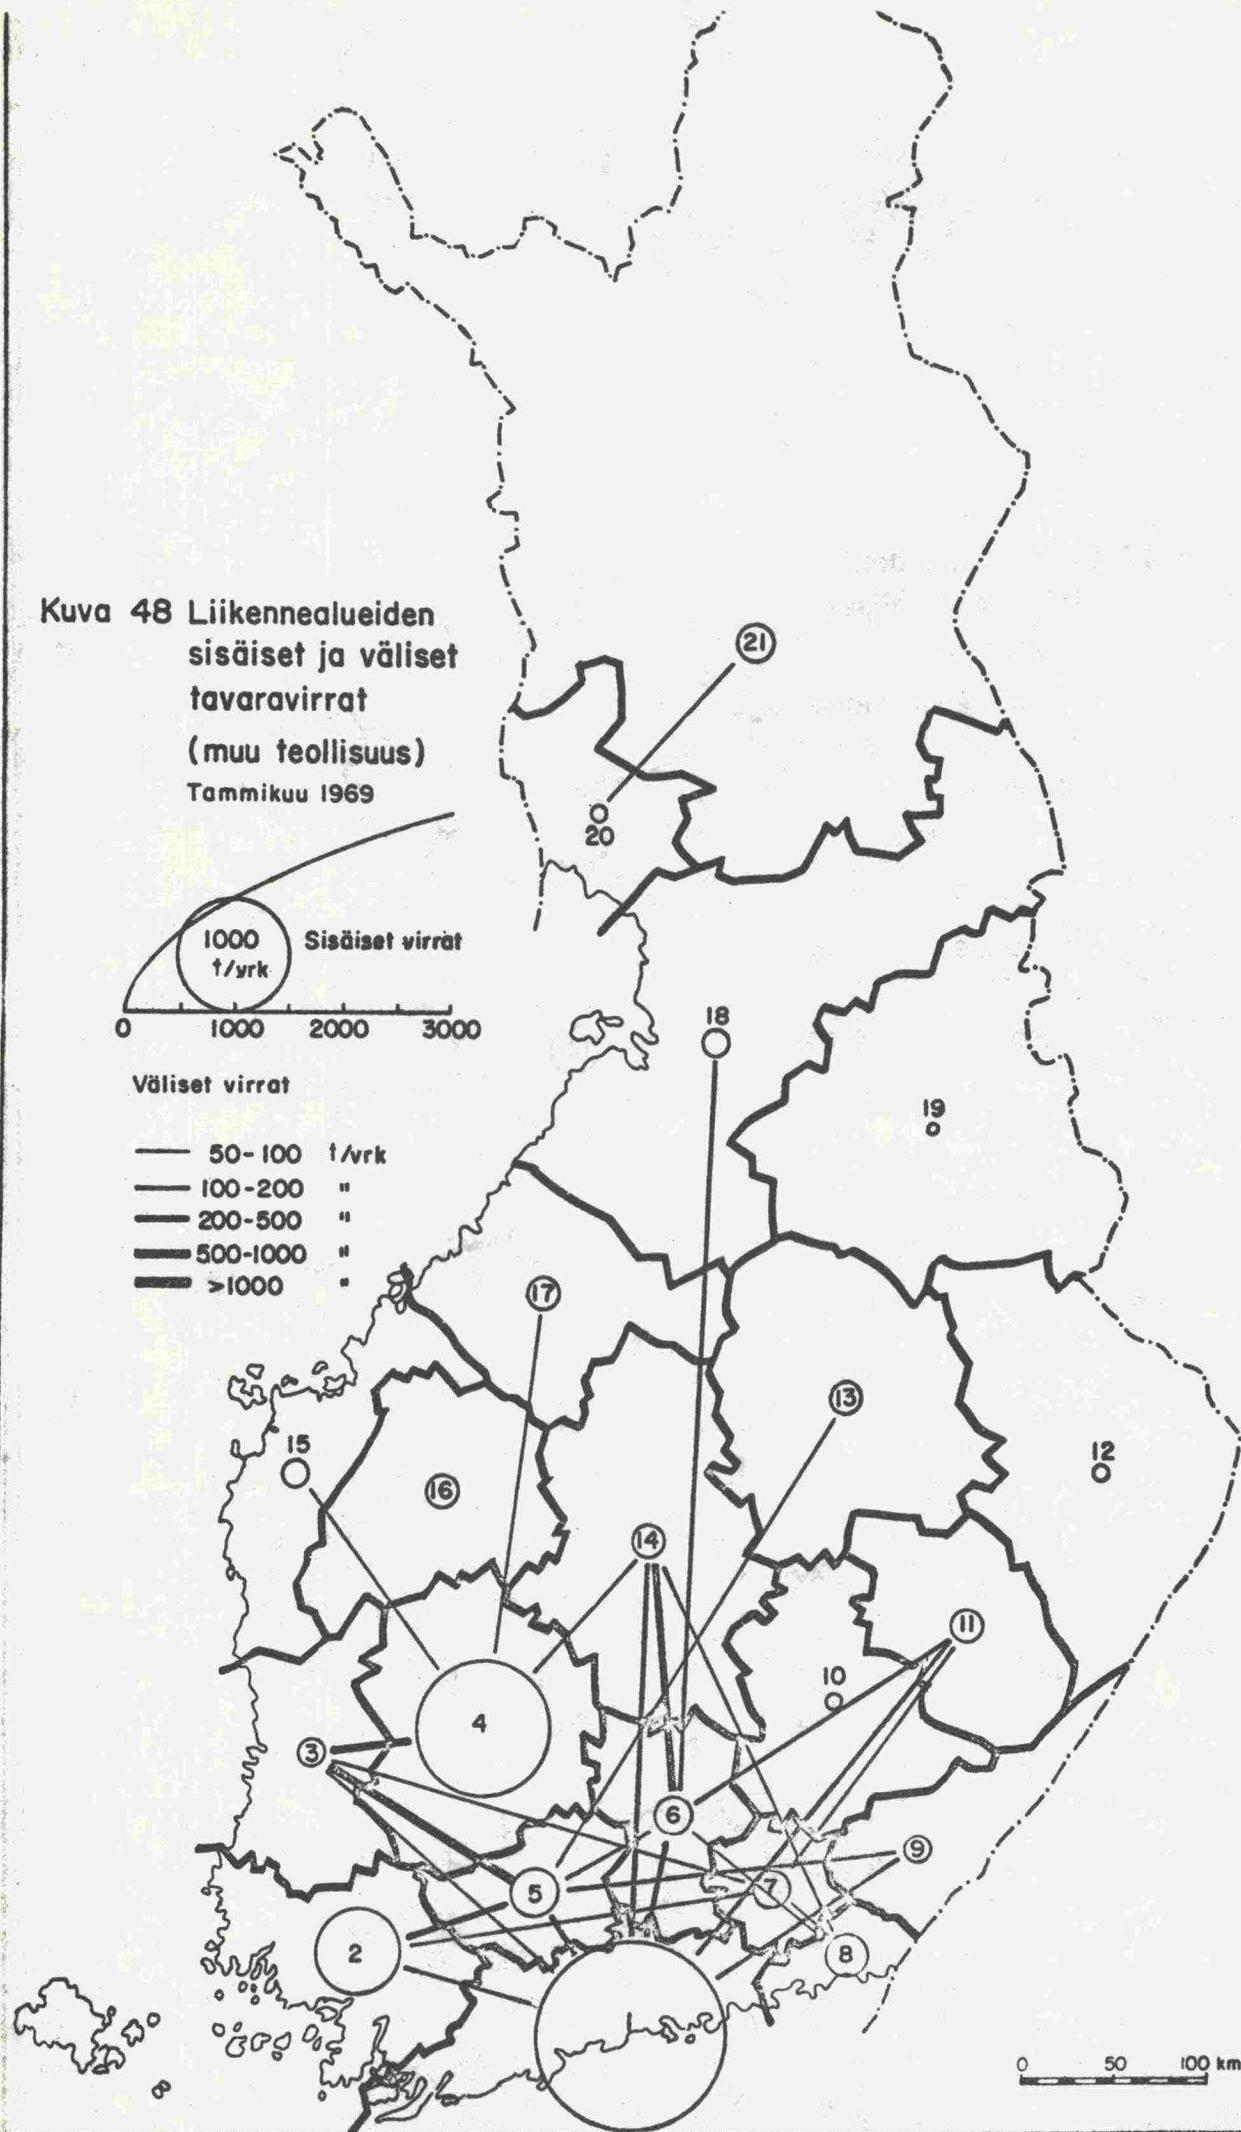 Kuva 48 Liikennealueiden
sisäiset ja väliset
tavaravirrat
(muu teollisuus)
Tammikuu 1969
1000
t/vrk
Sisäiset virrat
0 1000 2000 3000
Väliset virrat
50-100 t/vrk
100-200 "
200-500 "
500-1000 "
>1000 "
21
20
18
19
17
13
15
16
12
14
11
10
4
3
6
9
5
7
2
8
0 50 100 km